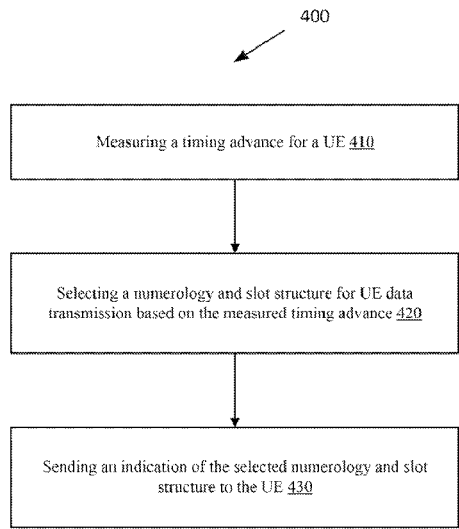 400
Measuring a timing advance for a UE 410
Selecting a numerology and slot structure for UE data
transmission based on the measured timing advance 420
Sending an indication of the selected numerology and slot
structure to the UE 430